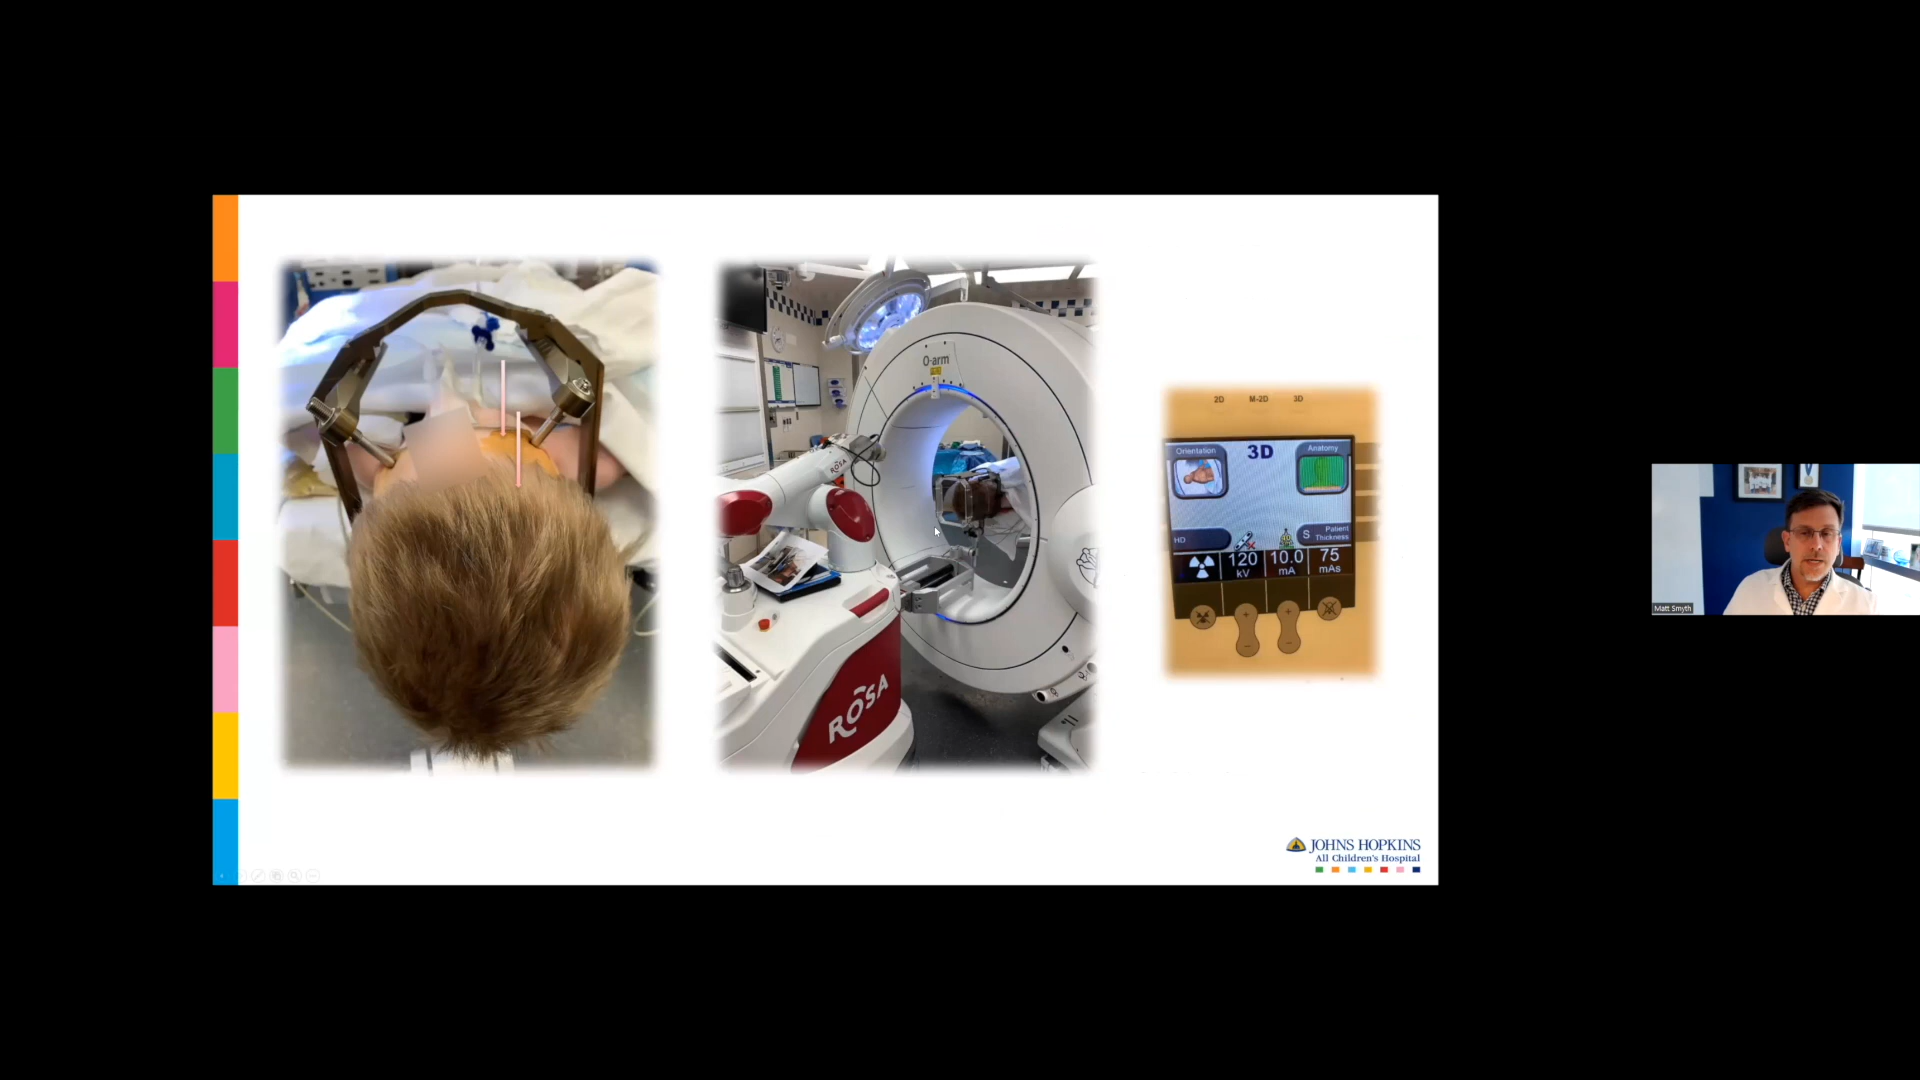 O-arm
ROSA
ROSA
2D M-2D 3D
Orientation
3D
Anatomy
HD
S
Patient
Thickness
120
kV
10.0
mA
75
mAs
JOHNS HOPKINS
All Children's Hospital
Matt Smyth